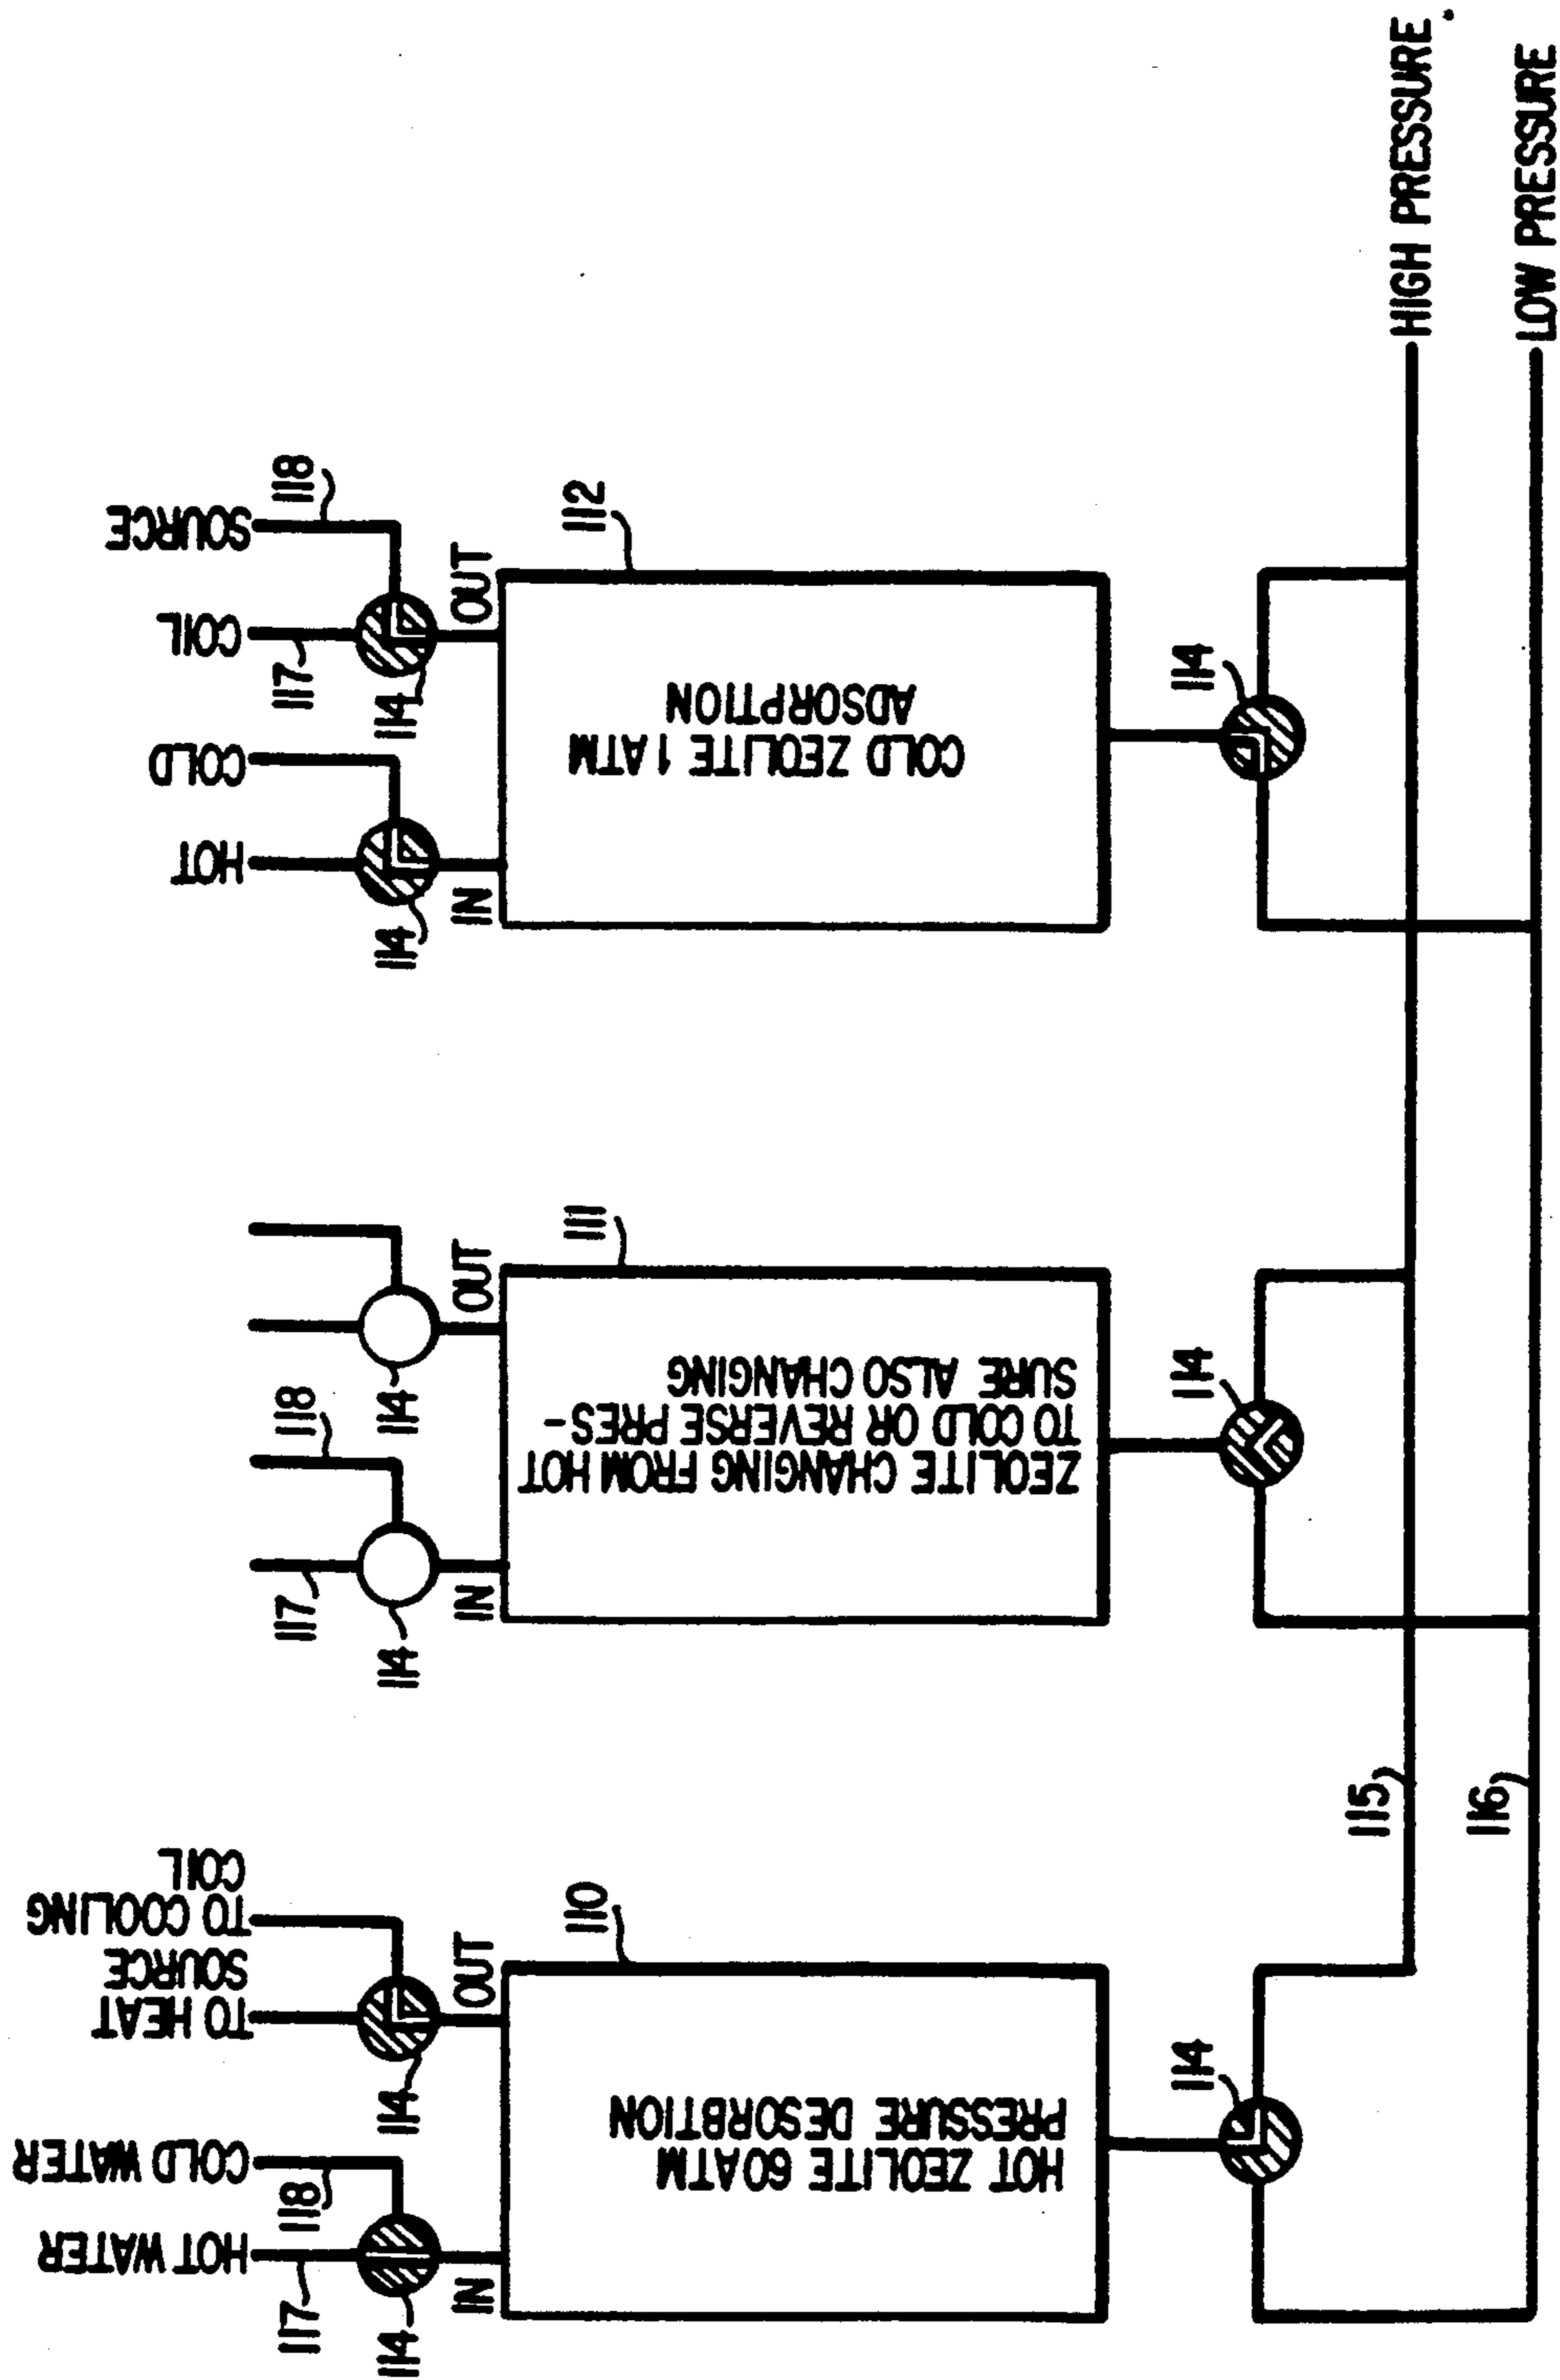 HOT WATER
COLD WATER
TO HEAT
SOURCE
TO COOLING
COIL
117
118
114
114
IN
OUT
110
HOT ZEOLITE 60ATM
PRESSURE DESORBTION
114
117
118
114
114
IN
OUT
111
ZEOLITE CHANGING FROM HOT
TO COLD OR REVERSE PRES-
SURE ALSO CHANGING
114
HOT
COLD
COIL
SOURCE
117
118
114
114
IN
OUT
112
COLD ZEOLITE 1 ATM
ADSORPTION
114
115
116
HIGH PRESSURE
LOW PRESSURE